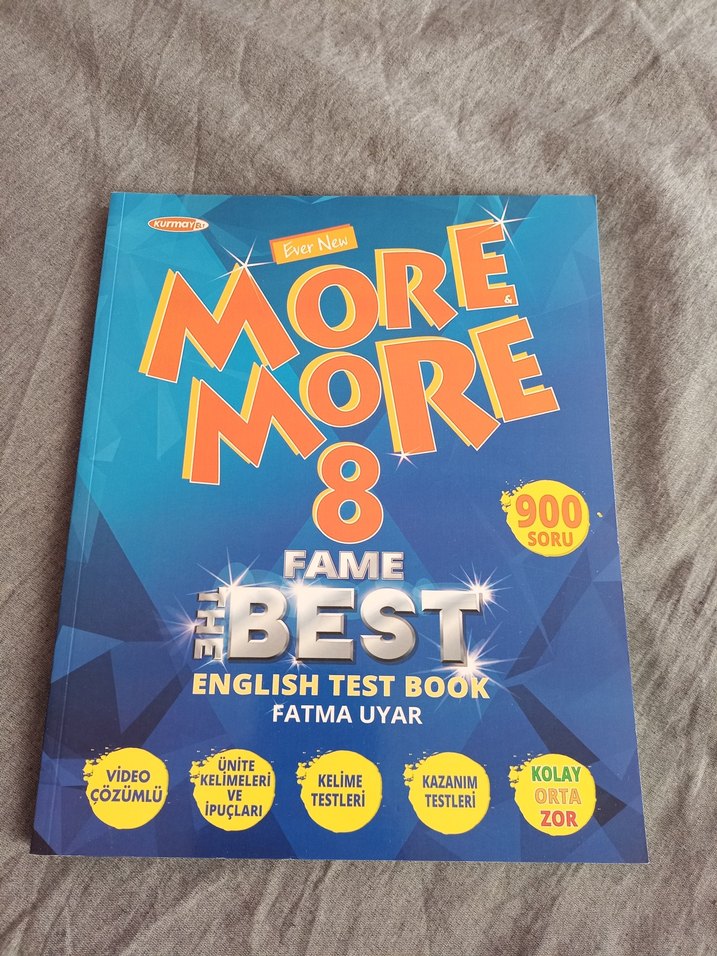 Kurmay ELT
Ever New
MORE
&
MORE
8
900
SORU
FAME
THE BEST
ENGLISH TEST BOOK
FATMA UYAR
VİDEO
ÇÖZÜMLÜ
ÜNİTE
KELİMELERİ
VE
İPUÇLARI
KELİME
TESTLERİ
KAZANIM
TESTLERİ
KOLAY
ORTA
ZOR